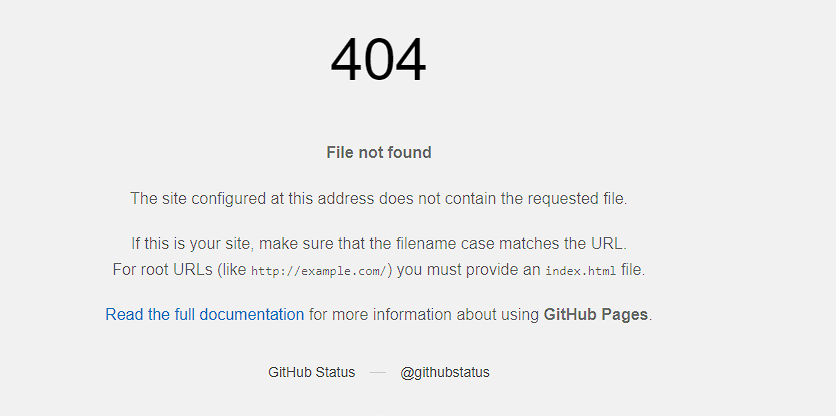 404
File not found
The site configured at this address does not contain the requested file.
If this is your site, make sure that the filename case matches the URL.
For root URLs (like http://example.com/) you must provide an index.html file.
Read the full documentation for more information about using GitHub Pages.
GitHub Status — @githubstatus